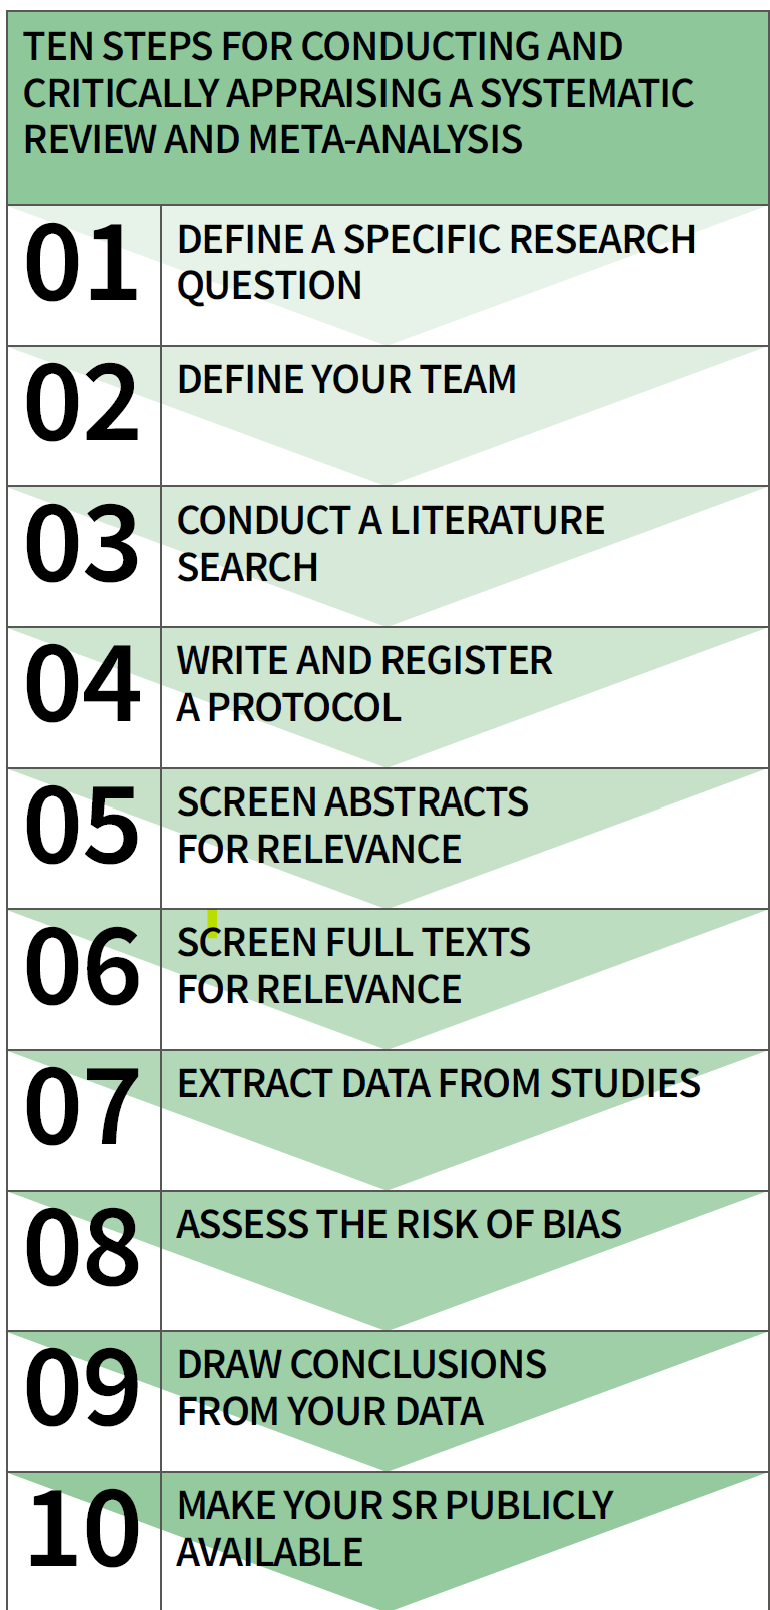 TEN STEPS FOR CONDUCTING AND
CRITICALLY APPRAISING A SYSTEMATIC
REVIEW AND META-ANALYSIS
01
DEFINE A SPECIFIC RESEARCH
QUESTION
02
DEFINE YOUR TEAM
03
CONDUCT A LITERATURE
SEARCH
04
WRITE AND REGISTER
A PROTOCOL
05
SCREEN ABSTRACTS
FOR RELEVANCE
06
SCREEN FULL TEXTS
FOR RELEVANCE
07
EXTRACT DATA FROM STUDIES
08
ASSESS THE RISK OF BIAS
09
DRAW CONCLUSIONS
FROM YOUR DATA
10
MAKE YOUR SR PUBLICLY
AVAILABLE